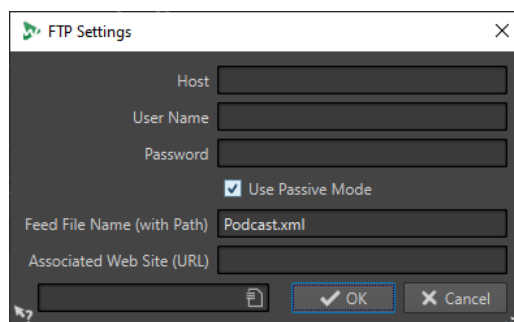 FTP Settings
Host
User Name
Password
Use Passive Mode
Feed File Name (with Path) Podcast.xml
Associated Web Site (URL)
OK Cancel